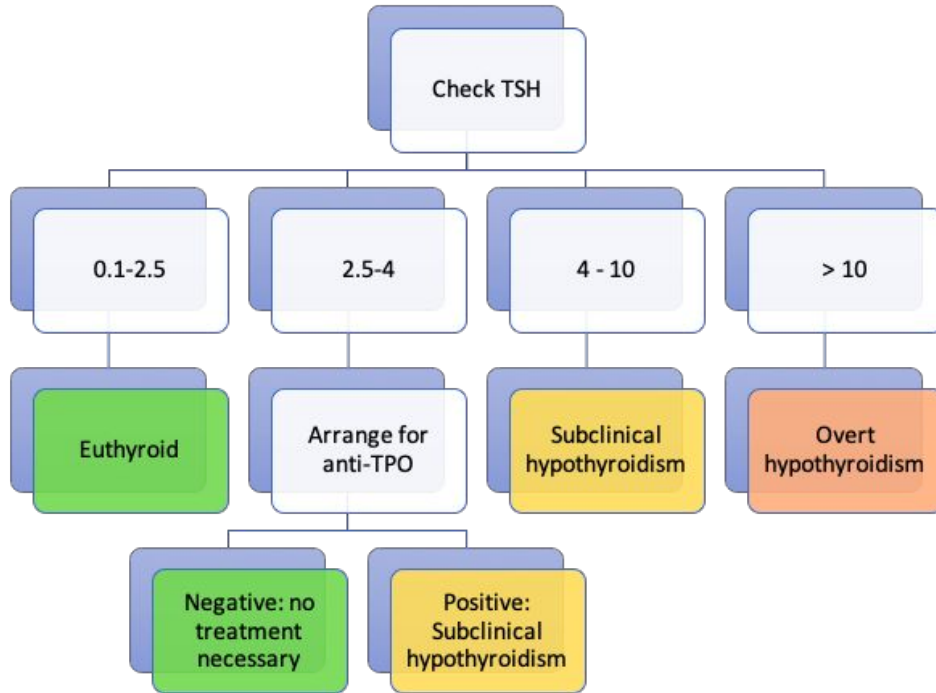 Check TSH
0.1-2.5
2.5-4
4 - 10
> 10
Euthyroid
Arrange for
anti-TPO
Subclinical
hypothyroidism
Overt
hypothyroidism
Negative: no
treatment
necessary
Positive:
Subclinical
hypothyroidism